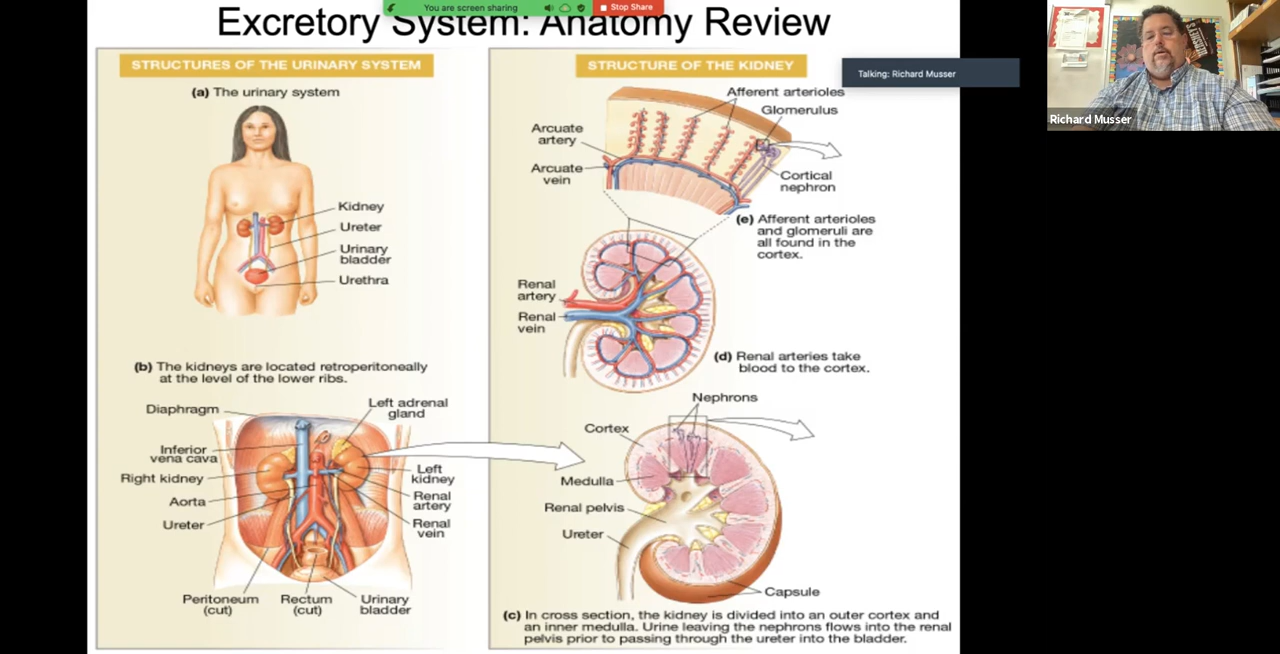 You are screen sharing
Stop Share
Excretory System: Anatomy Review
STRUCTURES OF THE URINARY SYSTEM
(a) The urinary system
Kidney
Ureter
Urinary
bladder
Urethra
(b) The kidneys are located retroperitoneally
at the level of the lower ribs.
Diaphragm
Left adrenal
gland
Inferior
vena cava
Right kidney
Aorta
Ureter
Left
kidney
Renal
artery
Renal
vein
Peritoneum
(cut)
Rectum
(cut)
Urinary
bladder
STRUCTURE OF THE KIDNEY
Afferent arterioles
Glomerulus
Arcuate
artery
Arcuate
vein
Cortical
nephron
(e) Afferent arterioles
and glomeruli are
all found in the
cortex.
Renal
artery
Renal
vein
(d) Renal arteries take
blood to the cortex.
Nephrons
Cortex
Medulla
Renal pelvis
Ureter
Capsule
(c) In cross section, the kidney is divided into an outer cortex and
an inner medulla. Urine leaving the nephrons flows into the renal
pelvis prior to passing through the ureter into the bladder.
Talking: Richard Musser
HERSHEY'S
Richard Musser